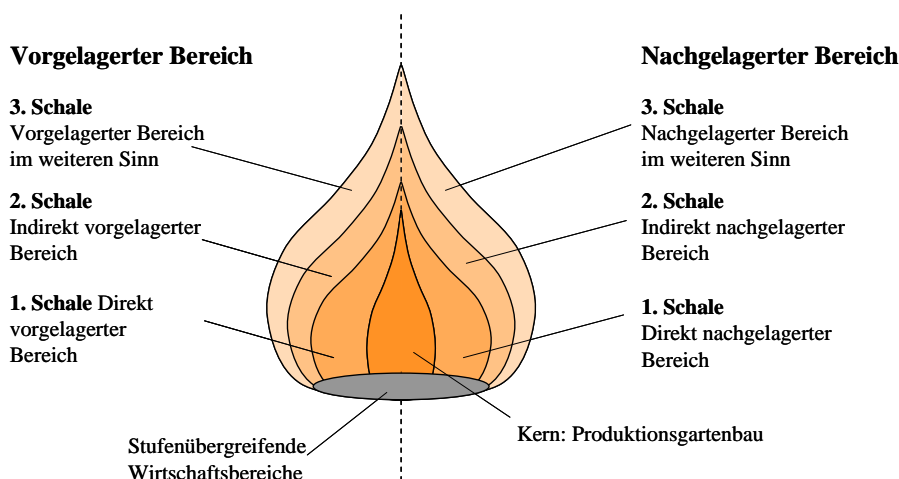 Vorgelagerter Bereich
3. Schale
Vorgelagerter Bereich
im weiteren Sinn
2. Schale
Indirekt vorgelagerter
Bereich
1. Schale Direkt
vorgelagerter
Bereich
Nachgelagerter Bereich
3. Schale
Nachgelagerter Bereich
im weiteren Sinn
2. Schale
Indirekt nachgelagerter
Bereich
1. Schale
Direkt nachgelagerter
Bereich
Kern: Produktionsgartenbau
Stufenübergreifende
Wirtschaftsbereiche